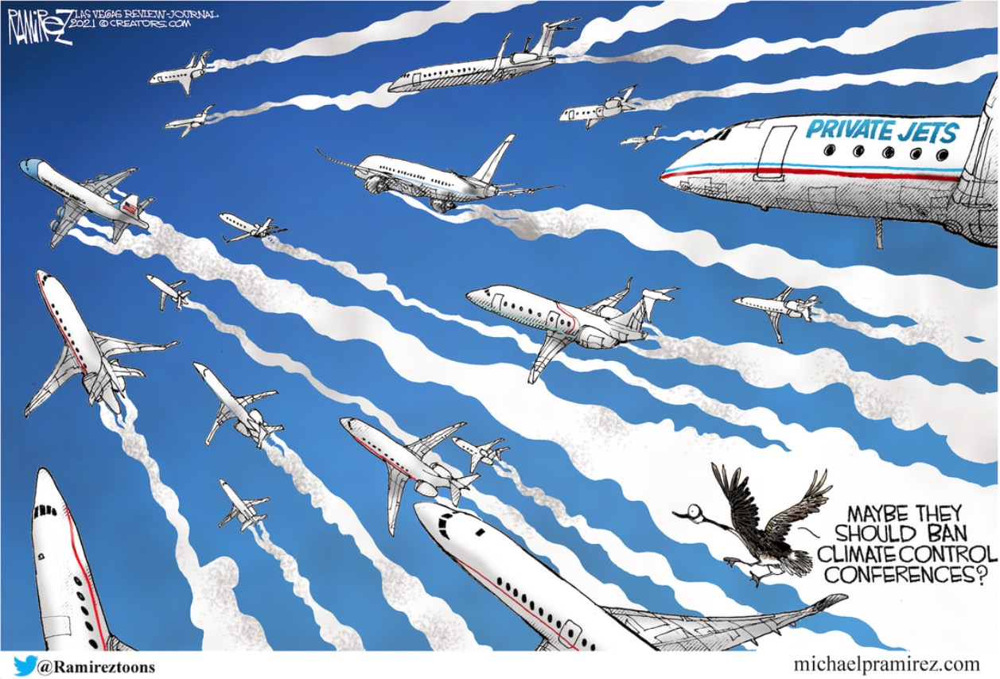 RAMIREZ
LAS VEGAS REVIEW-JOURNAL
2021 © CREATORS.COM
PRIVATE JETS
MAYBE THEY
SHOULD BAN
CLIMATE CONTROL
CONFERENCES?
@Ramireztoons
michaelpramirez.com